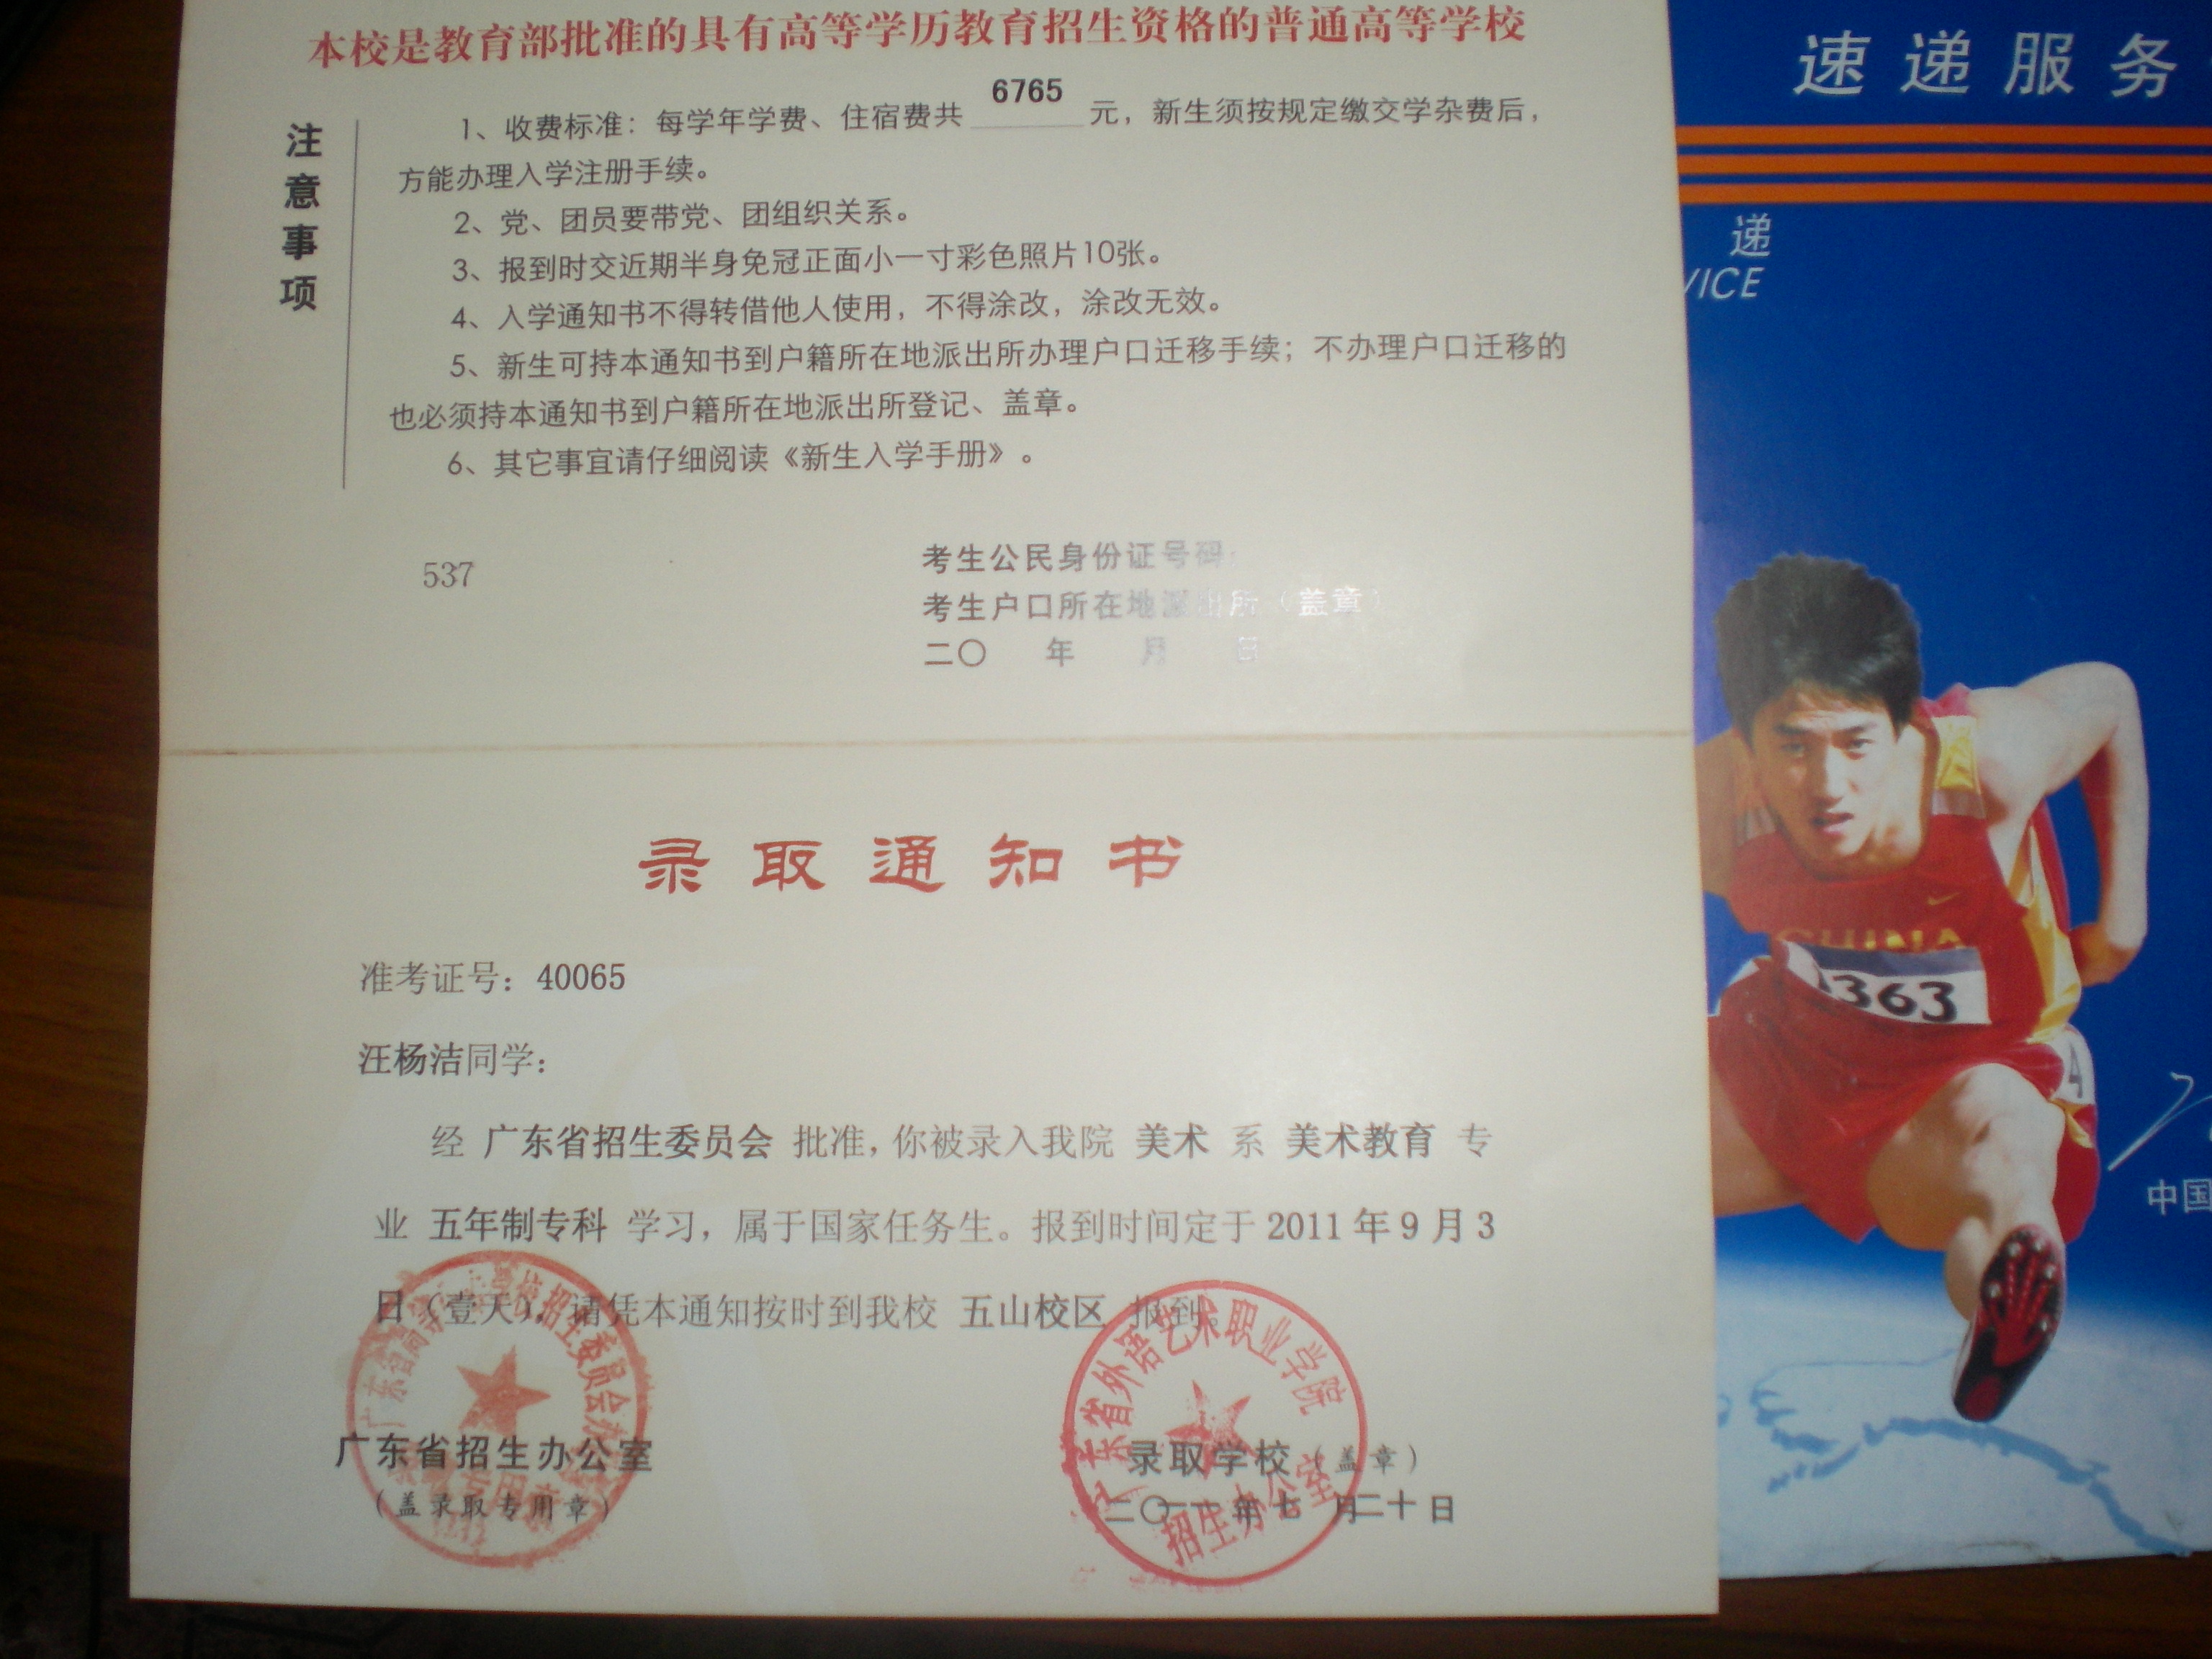 本校是教育部批准的具有高等学历教育招生资格的普通高等学校
注意事项
1、收费标准：每学年学费、住宿费共 6765 元，新生须按规定缴交学杂费后，
方能办理入学注册手续。
2、党、团员要带党、团组织关系。
3、报到时交近期半身免冠正面小一寸彩色照片10张。
4、入学通知书不得转借他人使用，不得涂改，涂改无效。
5、新生可持本通知书到户籍所在地派出所办理户口迁移手续；不办理户口迁移的
也必须持本通知书到户籍所在地派出所登记、盖章。
6、其它事宜请仔细阅读《新生入学手册》。
537
考生公民身份证号码：
考生户口所在地派出所（盖章）
二〇 年 月 日
录取通知书
准考证号：40065
汪杨洁同学：
经 广东省招生委员会 批准，你被录入我院 美术 系 美术教育 专
业 五年制专科 学习，属于国家任务生。报到时间定于 2011 年 9 月 3
日（壹天），请凭本通知按时到我校 五山校区 报到。
广东省招生办公室
（盖录取专用章）
录取学校（盖章）
二〇一一年七月二十日
广东省外语艺术职业学院
招生办公室
速递服务
递
VICE
CHINA
1363
4
中国